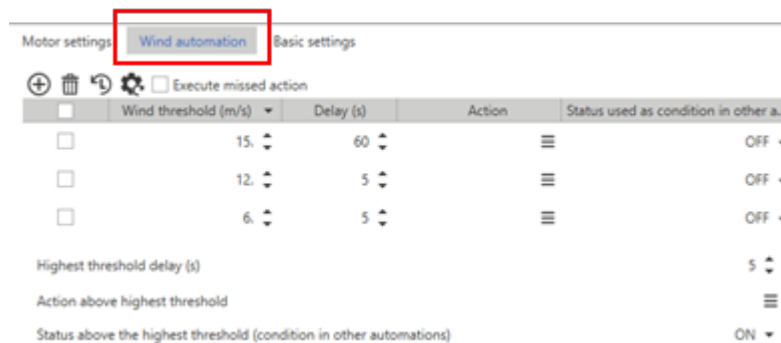 Motor settings Wind automation Basic settings
Execute missed action
Wind threshold (m/s) Delay (s) Action Status used as condition in other a...
15. 60 OFF
12. 5 OFF
6. 5 OFF
Highest threshold delay (s) 5
Action above highest threshold
Status above the highest threshold (condition in other automations) ON